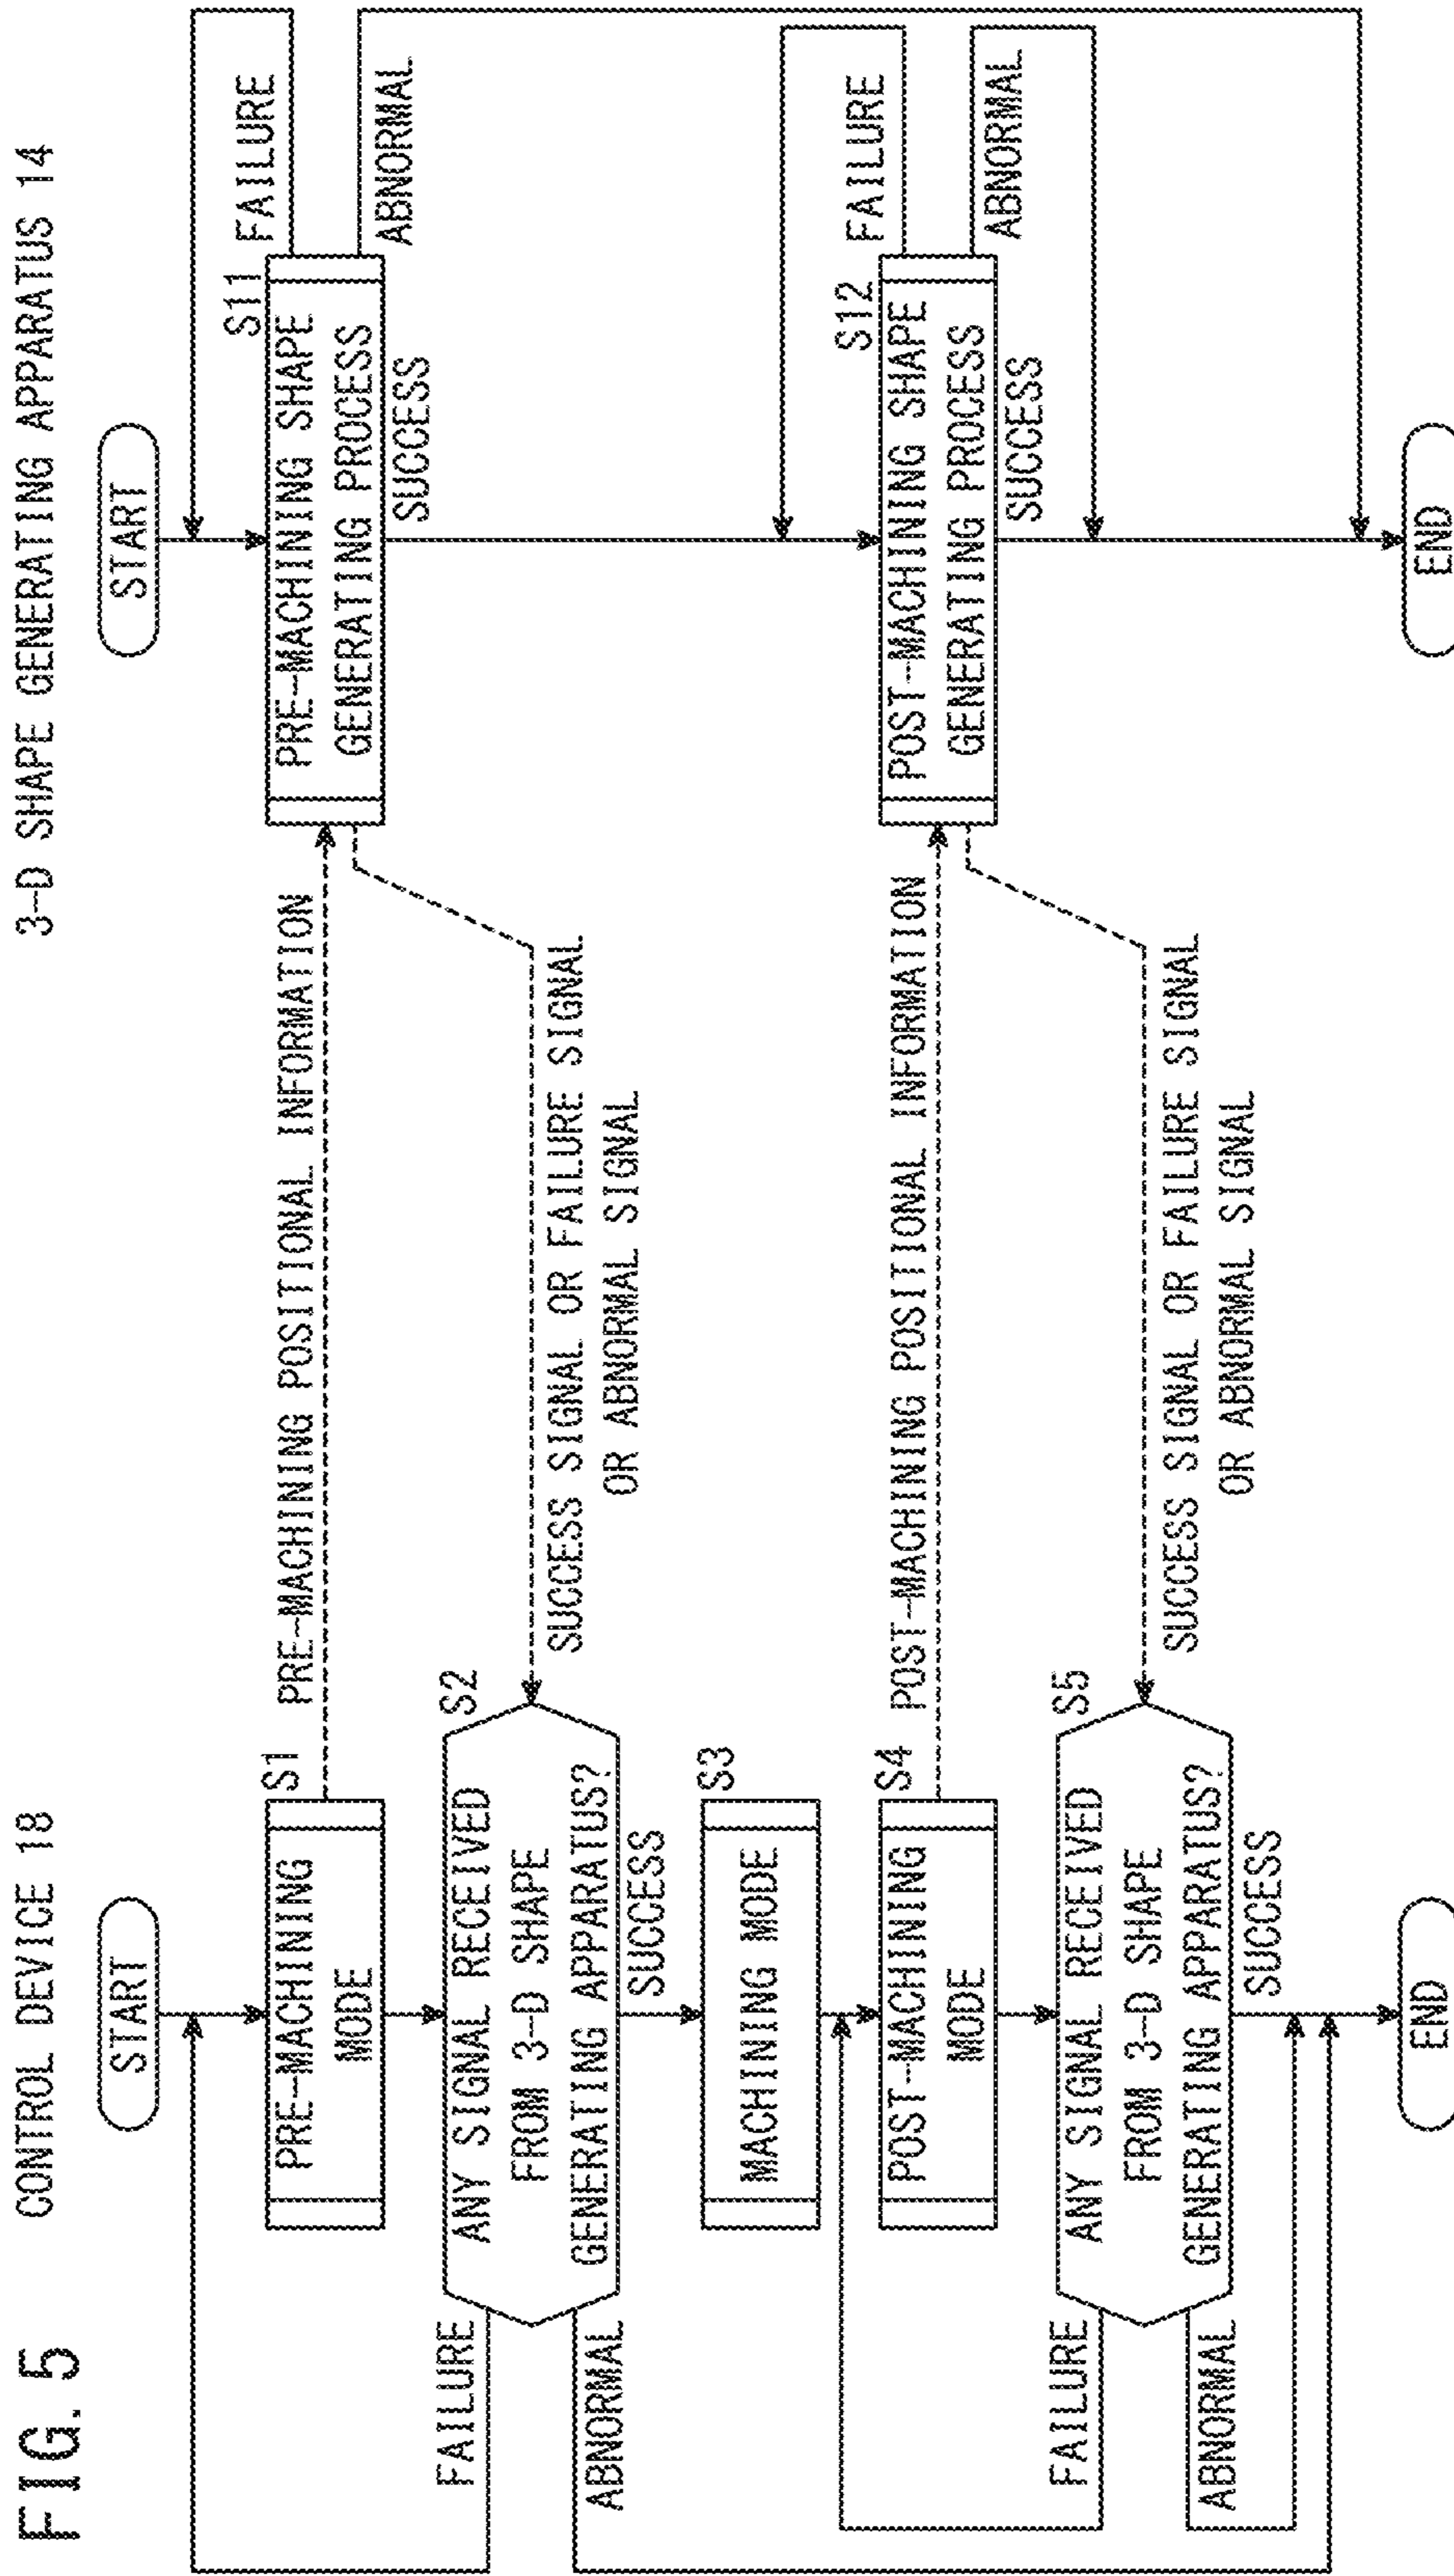 FIG. 5
CONTROL DEVICE 18
3-D SHAPE GENERATING APPARATUS 14
START
START
S1
PRE-MACHINING
MODE
PRE-MACHINING POSITIONAL INFORMATION
S11
PRE-MACHINING SHAPE
GENERATING PROCESS
FAILURE
ABNORMAL
SUCCESS
S2
ANY SIGNAL RECEIVED
FROM 3-D SHAPE
GENERATING APPARATUS?
FAILURE
ABNORMAL
SUCCESS
SUCCESS SIGNAL OR FAILURE SIGNAL
OR ABNORMAL SIGNAL
S3
MACHINING MODE
S4
POST-MACHINING
MODE
POST-MACHINING POSITIONAL INFORMATION
S12
POST-MACHINING SHAPE
GENERATING PROCESS
FAILURE
ABNORMAL
SUCCESS
S5
ANY SIGNAL RECEIVED
FROM 3-D SHAPE
GENERATING APPARATUS?
FAILURE
ABNORMAL
SUCCESS
SUCCESS SIGNAL OR FAILURE SIGNAL
OR ABNORMAL SIGNAL
END
END